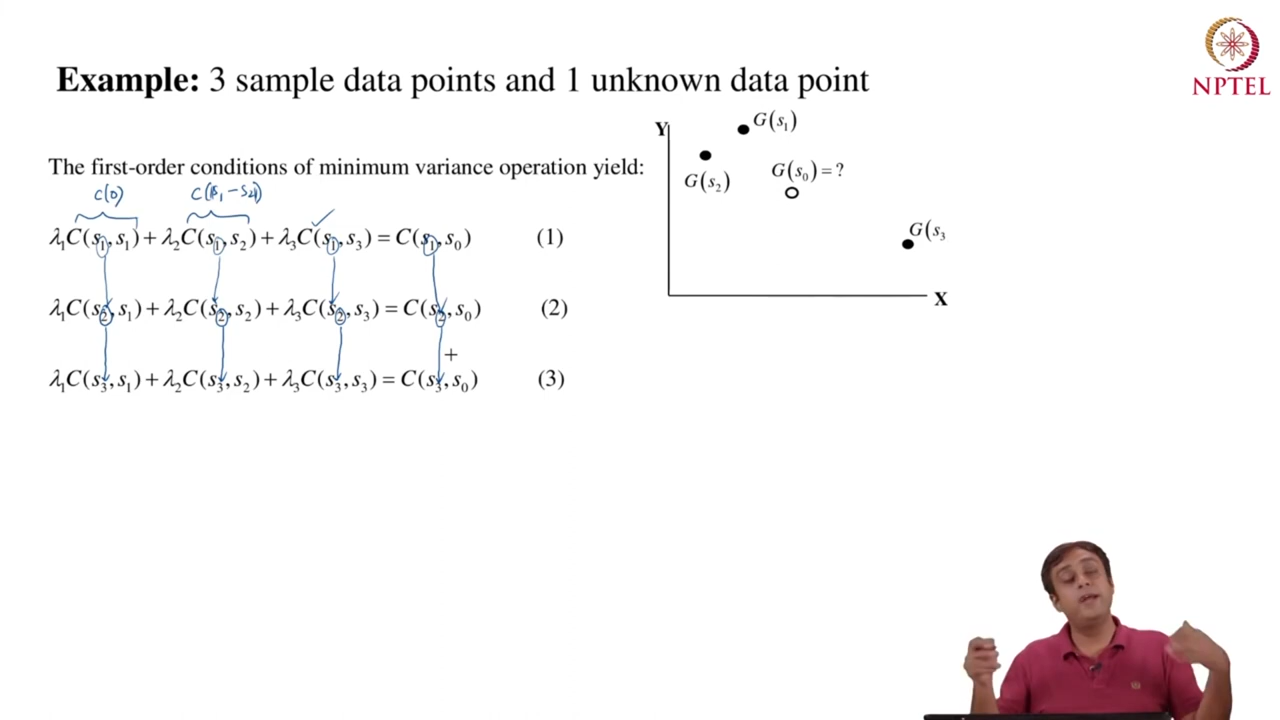 NPTEL
Example: 3 sample data points and 1 unknown data point
The first-order conditions of minimum variance operation yield:
C(0) C(s₁-s₂)
λ₁C(s₁,s₁)+λ₂C(s₁,s₂)+λ₃C(s₁,s₃)=C(s₁,s₀) (1)
λ₁C(s₂,s₁)+λ₂C(s₂,s₂)+λ₃C(s₂,s₃)=C(s₂,s₀) (2)
λ₁C(s₃,s₁)+λ₂C(s₃,s₂)+λ₃C(s₃,s₃)=C(s₃,s₀) (3)
Y
G(s₁)
G(s₂)
G(s₀)=?
G(s₃
X